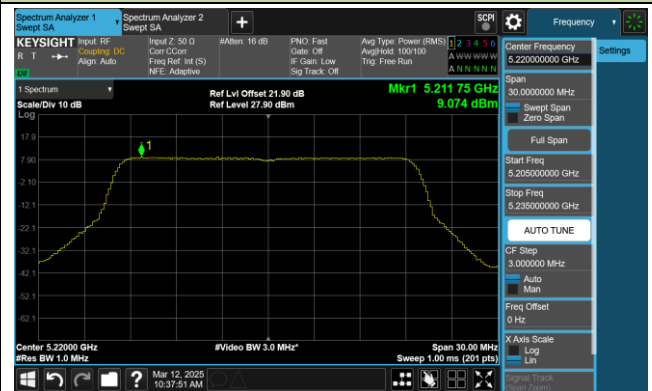 Spectrum Analyzer 1
Swept SA
Spectrum Analyzer 2
Swept SA
+
SCPI
Frequency
KEYSIGHT
R T
LXI
Input: RF
Coupling: DC
Align: Auto
Input Z: 50 Ω
Corr CCorr
Freq Ref: Int (S)
NFE: Adaptive
#Atten: 16 dB
PNO: Fast
Gate: Off
IF Gain: Low
Sig Track: Off
Avg Type: Power (RMS)
Avg|Hold: 100/100
Trig: Free Run
1 2 3 4 5 6
A W W W W W
A N N N N N
1 Spectrum
Scale/Div 10 dB
Log
Ref Lvl Offset 21.90 dB
Ref Level 27.90 dBm
Mkr1 5.211 75 GHz
9.074 dBm
17.9
7.90
-2.10
-12.1
-22.1
-32.1
-42.1
-52.1
-62.1
1
Center 5.22000 GHz
#Res BW 1.0 MHz
#Video BW 3.0 MHz*
Span 30.00 MHz
Sweep 1.00 ms (201 pts)
Center Frequency
5.220000000 GHz
Span
30.0000000 MHz
Swept Span
Zero Span
Full Span
Start Freq
5.205000000 GHz
Stop Freq
5.235000000 GHz
AUTO TUNE
CF Step
3.000000 MHz
Auto
Man
Freq Offset
0 Hz
X Axis Scale
Log
Lin
Signal Track
(Span Zoom)
Settings
?
Mar 12, 2025
10:37:51 AM